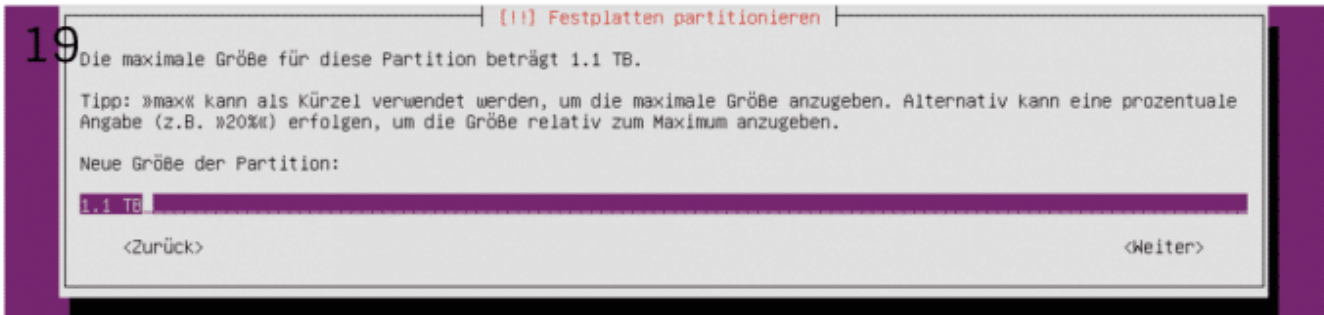 [!!] Festplatten partitionieren
19
Die maximale Größe für diese Partition beträgt 1.1 TB.
Tipp: »max« kann als Kürzel verwendet werden, um die maximale Größe anzugeben. Alternativ kann eine prozentuale
Angabe (z.B. »20%«) erfolgen, um die Größe relativ zum Maximum anzugeben.
Neue Größe der Partition:
1.1 TB
<Zurück> <Weiter>